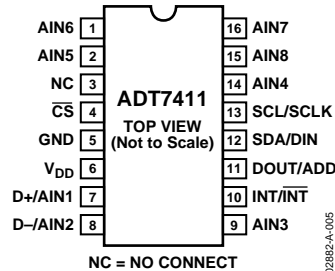 AIN6 1
AIN5 2
NC 3
C̅S̅ 4
GND 5
VDD 6
D+/AIN1 7
D–/AIN2 8
ADT7411
TOP VIEW
(Not to Scale)
16 AIN7
15 AIN8
14 AIN4
13 SCL/SCLK
12 SDA/DIN
11 DOUT/ADD
10 INT/I̅N̅T̅
9 AIN3
NC = NO CONNECT
02882-A-005